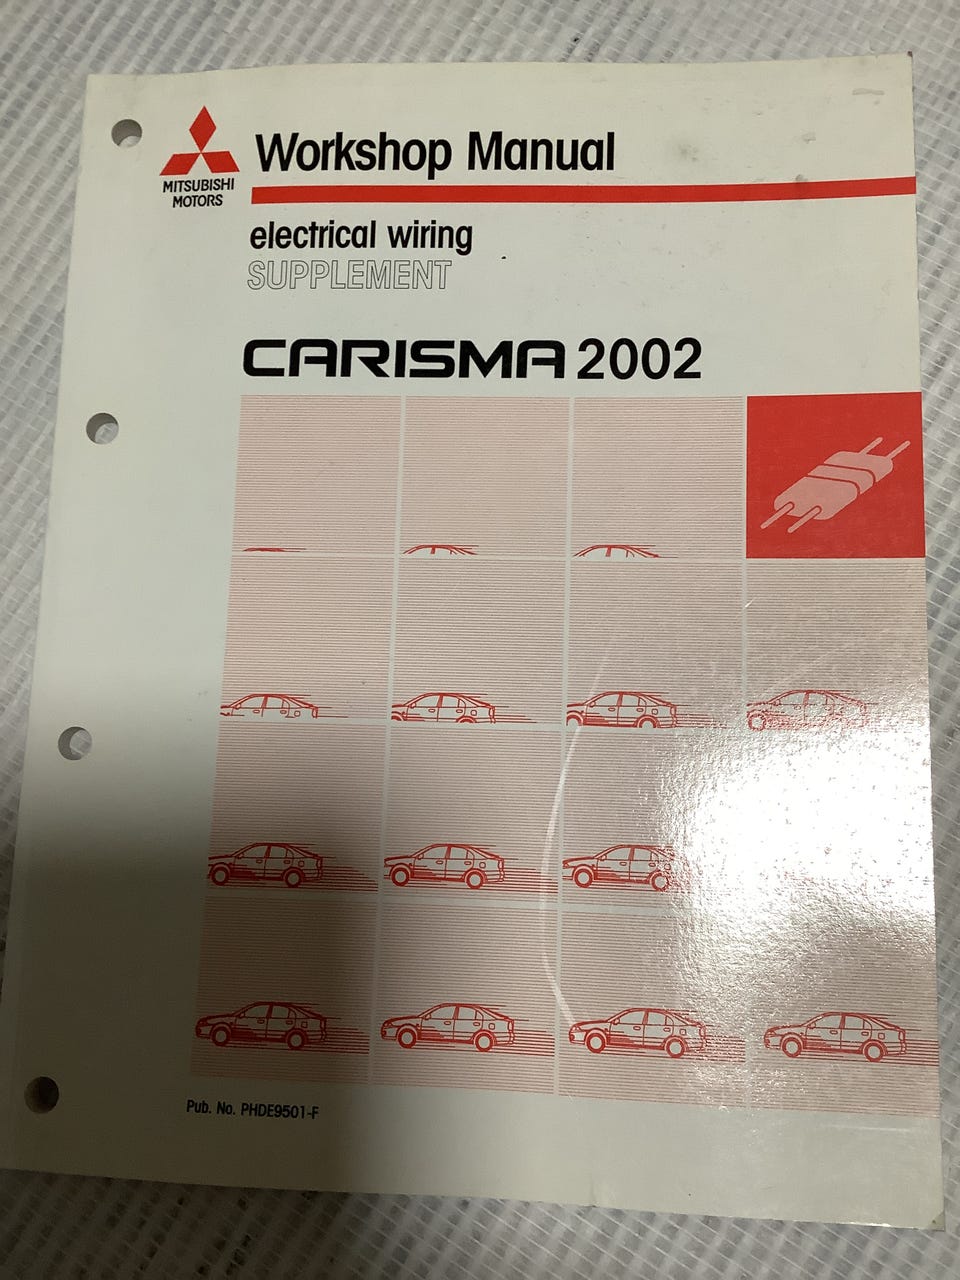 Workshop Manual
MITSUBISHI
MOTORS
electrical wiring
SUPPLEMENT
CARISMA 2002
Pub. No. PHDE9501-F